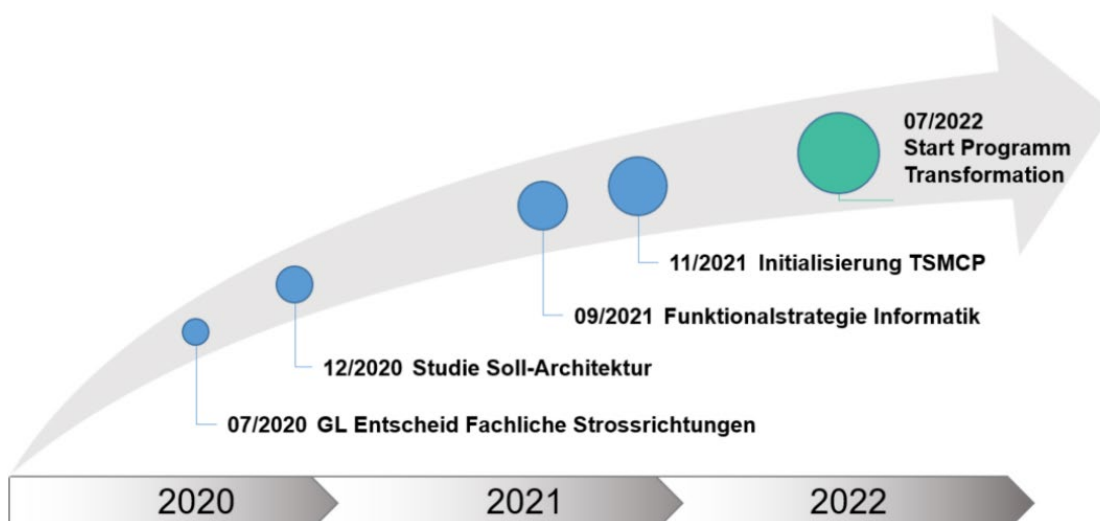 07/2022
Start Programm
Transformation
11/2021 Initialisierung TSMCP
09/2021 Funktionalstrategie Informatik
12/2020 Studie Soll-Architektur
07/2020 GL Entscheid Fachliche Strossrichtungen
2020 2021 2022